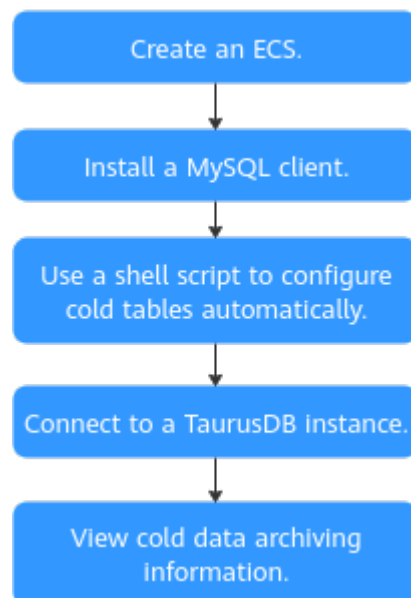 Create an ECS.
Install a MySQL client.
Use a shell script to configure
cold tables automatically.
Connect to a TaurusDB instance.
View cold data archiving
information.